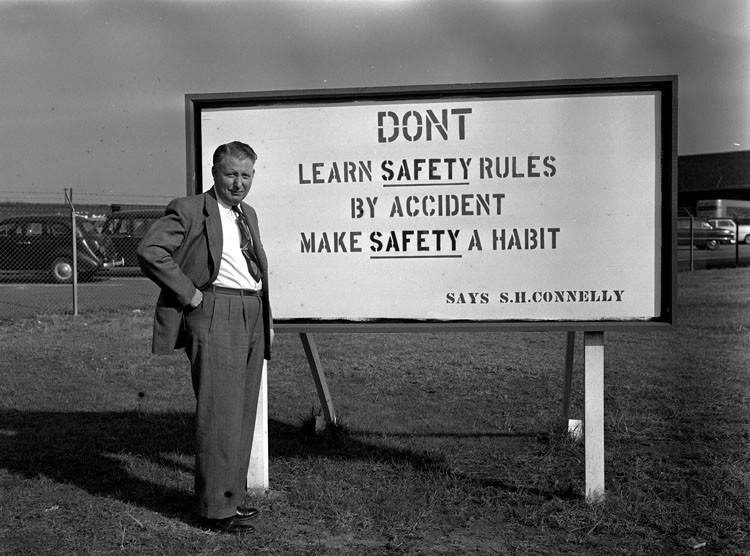 DONT
LEARN SAFETY RULES
BY ACCIDENT
MAKE SAFETY A HABIT
SAYS S.H.CONNELLY